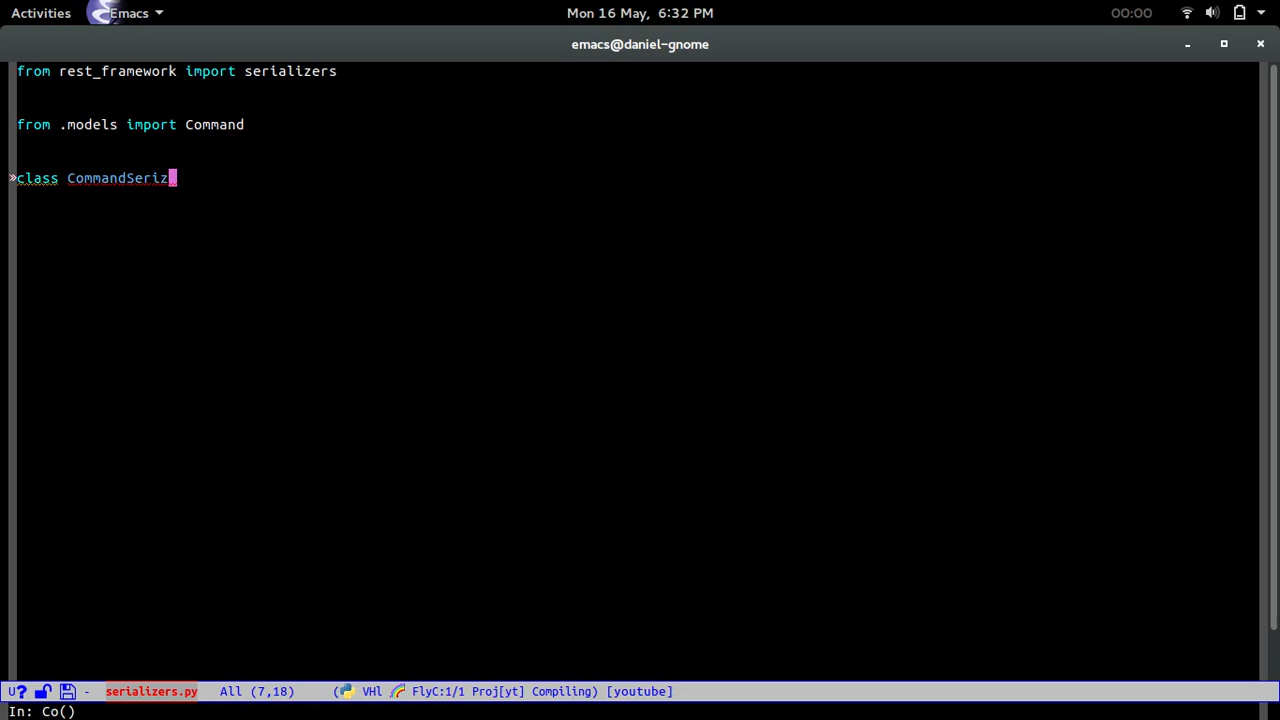 Activities Emacs Mon 16 May, 6:32 PM 00:00
emacs@daniel-gnome
from rest_framework import serializers
from .models import Command
»class CommandSeriz
U? - serializers.py All (7,18) ( VHl FlyC:1/1 Proj[yt] Compiling) [youtube]
In: Co()